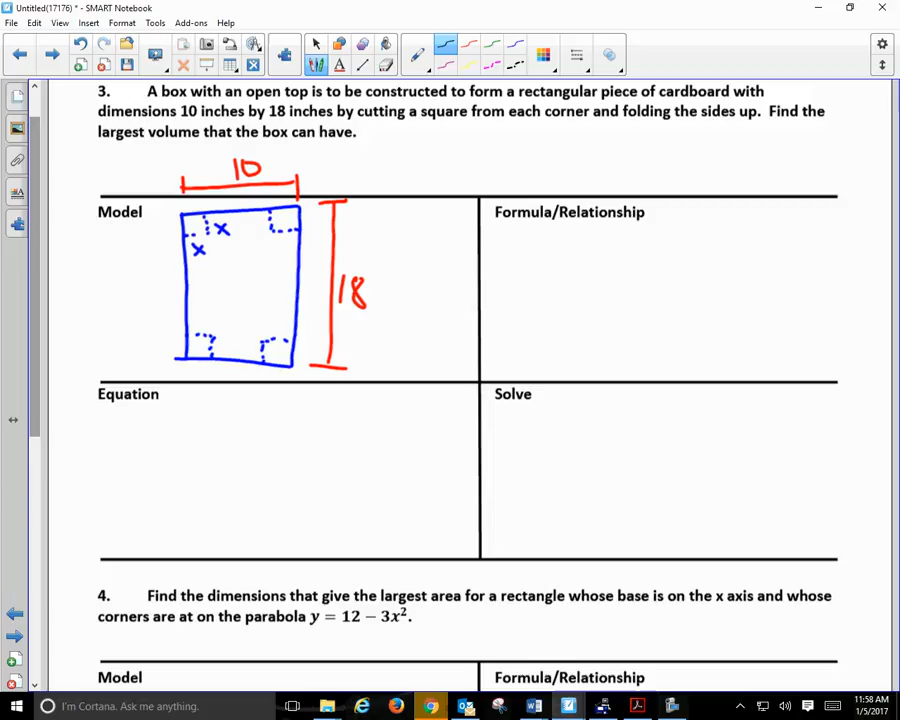 Untitled(17176) - SMART Notebook
File Edit View Insert Format Tools Add-ons Help
3. A box with an open top is to be constructed to form a rectangular piece of cardboard with
dimensions 10 inches by 18 inches by cutting a square from each corner and folding the sides up. Find the
largest volume that the box can have.
10
Model
Formula/Relationship
x
x
18
Equation
Solve
4. Find the dimensions that give the largest area for a rectangle whose base is on the x axis and whose
corners are at on the parabola y = 12 − 3x².
Model
Formula/Relationship
I'm Cortana. Ask me anything.
11:58 AM
1/5/2017